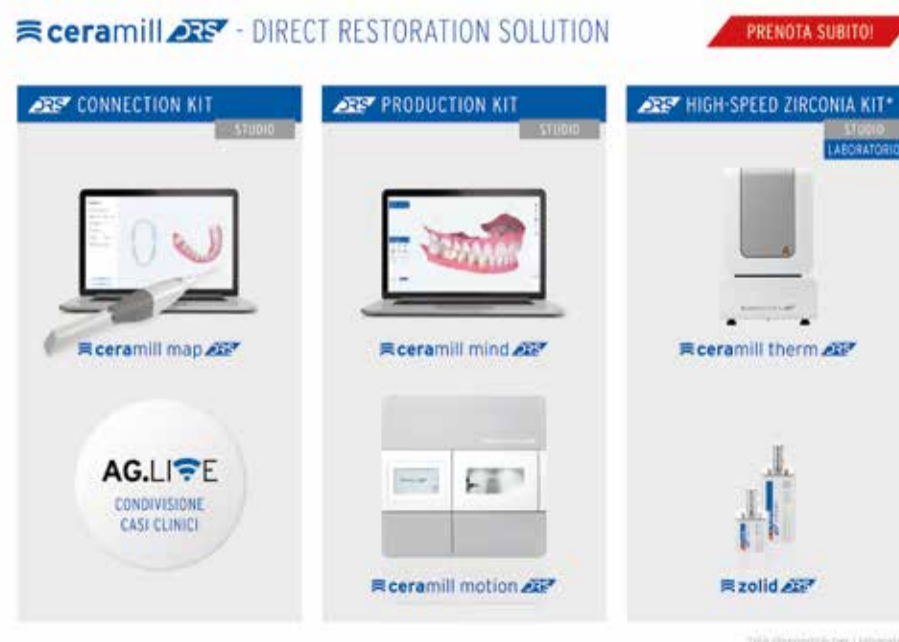 ceramill DRS - DIRECT RESTORATION SOLUTION
PRENOTA SUBITO!
DRS CONNECTION KIT
STUDIO
ceramill map DRS
AG.LIVE
CONDIVISIONE
CASI CLINICI
DRS PRODUCTION KIT
STUDIO
ceramill mind DRS
ceramill motion DRS
DRS HIGH-SPEED ZIRCONIA KIT*
STUDIO
LABORATORIO
ceramill therm DRS
zolid DRS